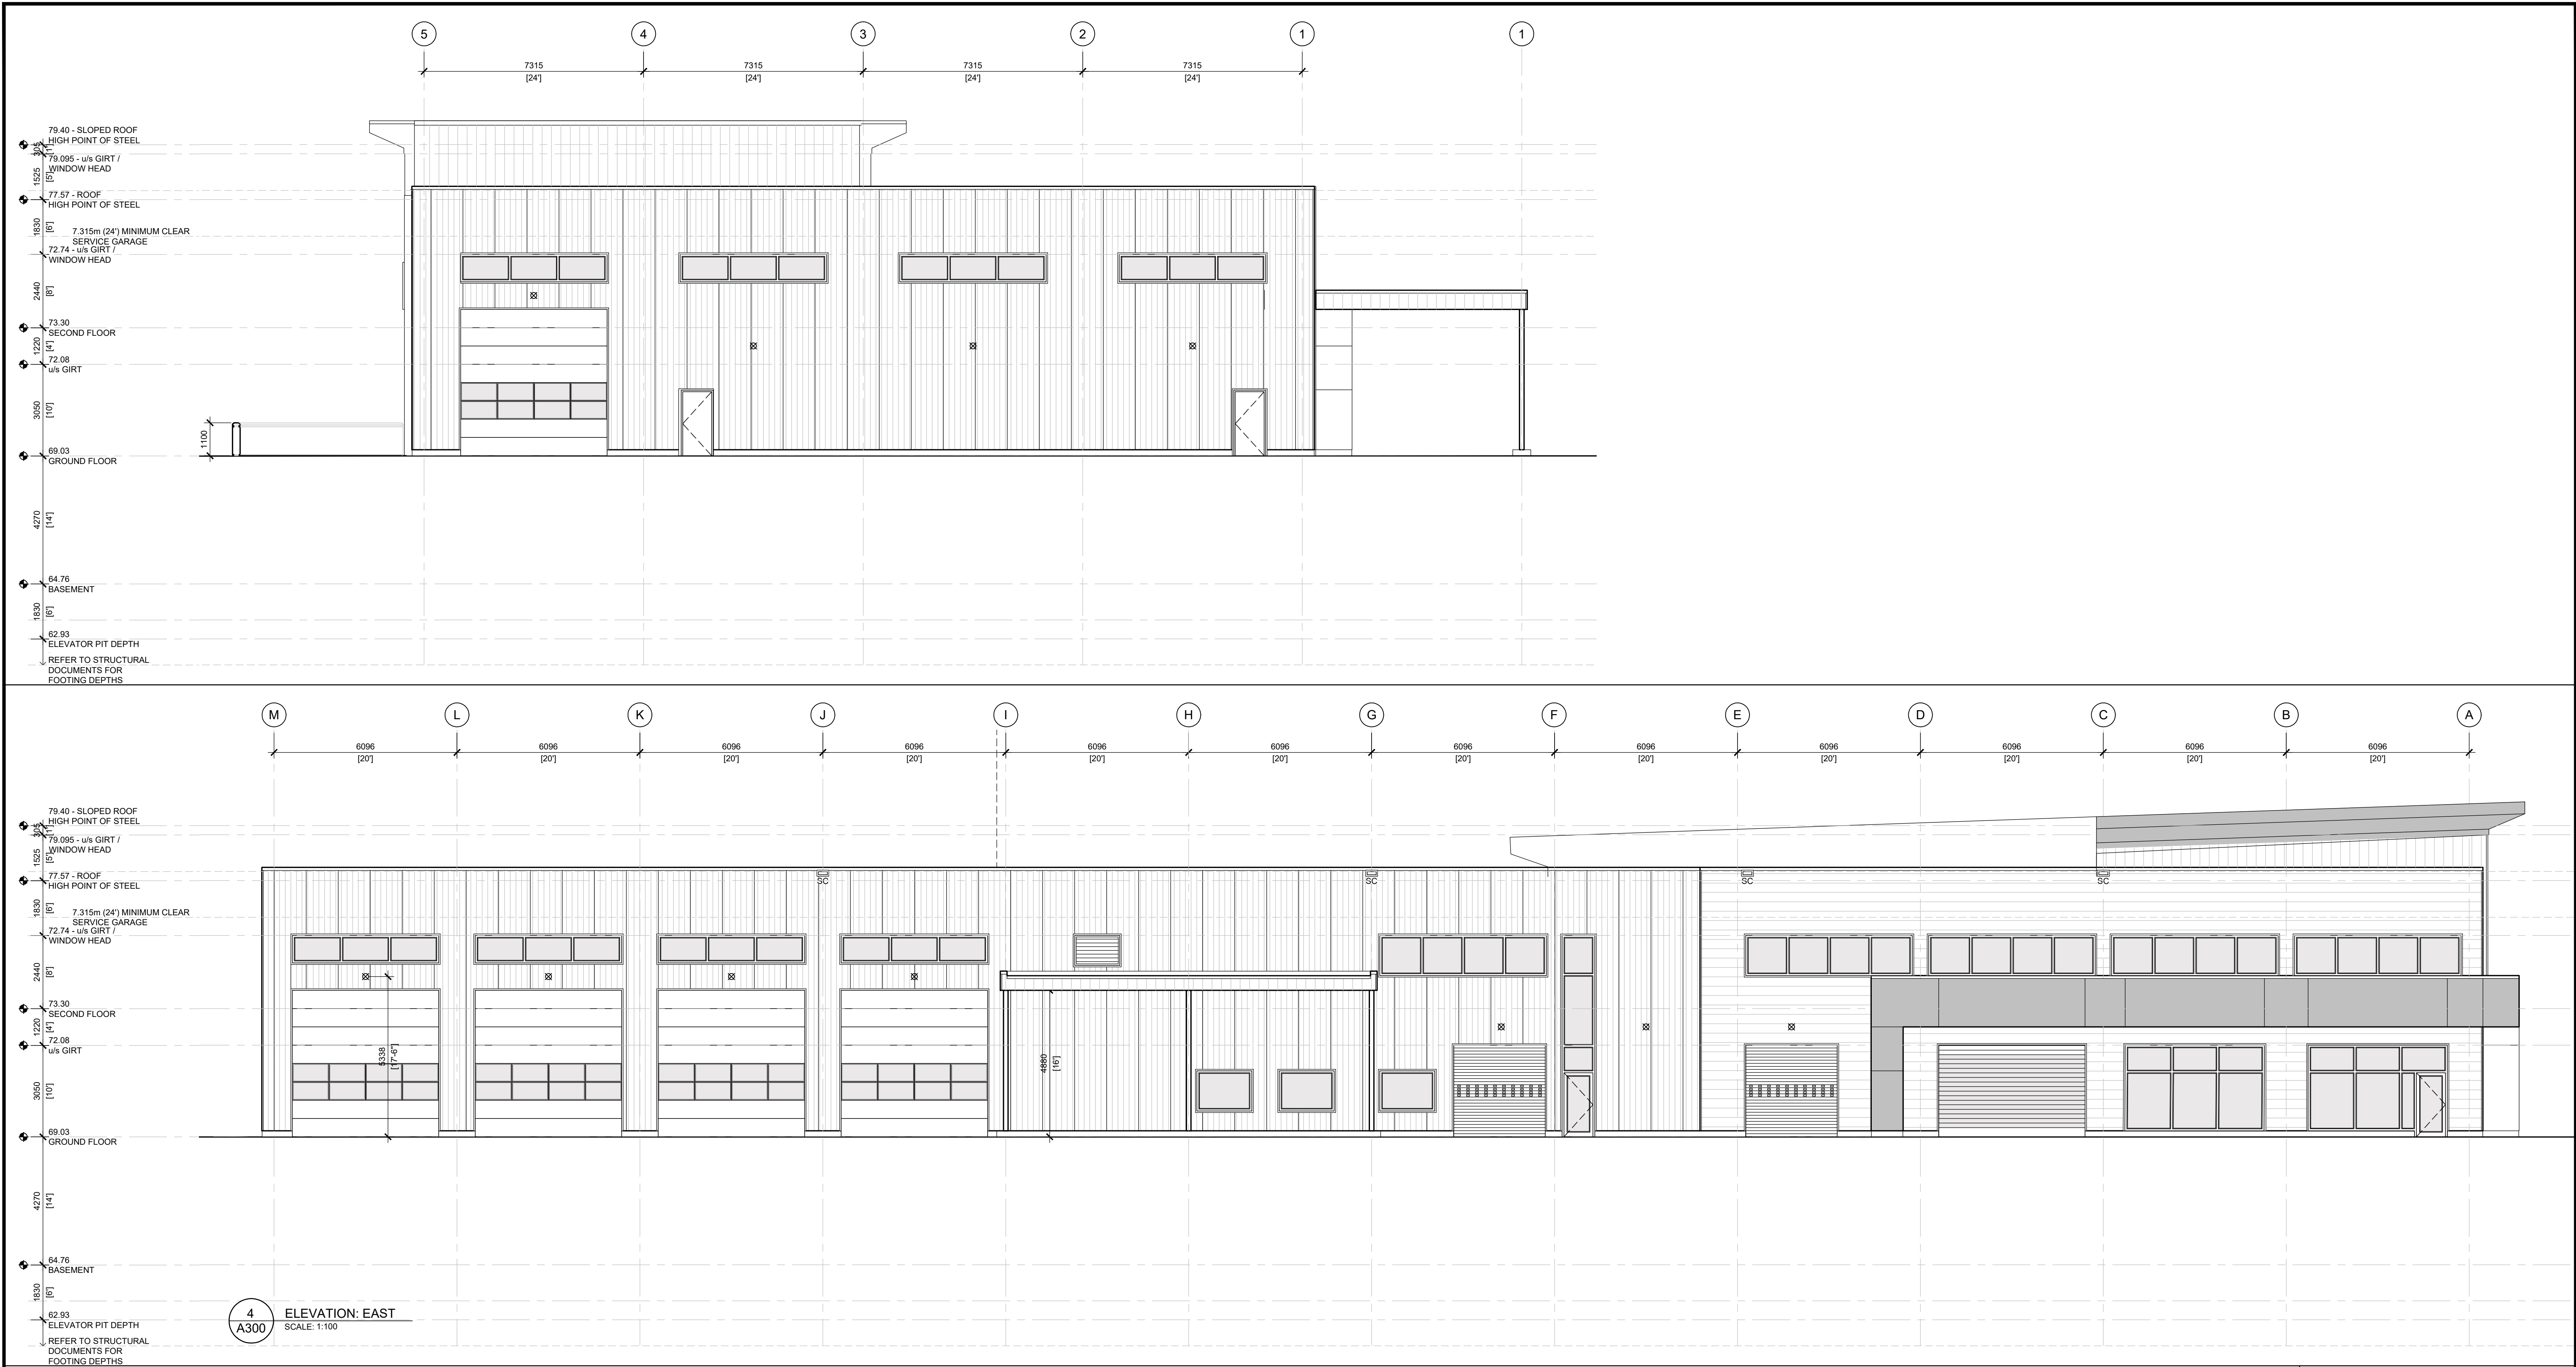 5 4 3 2 1 1
7315 7315 7315 7315
[24'] [24'] [24'] [24']
79.40 - SLOPED ROOF
HIGH POINT OF STEEL
305
[1']
79.095 - u/s GIRT /
WINDOW HEAD
1525
[5']
77.57 - ROOF
HIGH POINT OF STEEL
1830
[6']
7.315m (24') MINIMUM CLEAR
SERVICE GARAGE
72.74 - u/s GIRT /
WINDOW HEAD
2440
[8']
73.30
SECOND FLOOR
1220
[4']
72.08
u/s GIRT
3050
[10']
1100
69.03
GROUND FLOOR
4270
[14']
64.76
BASEMENT
1830
[6']
62.93
ELEVATOR PIT DEPTH
REFER TO STRUCTURAL
DOCUMENTS FOR
FOOTING DEPTHS
M L K J I H G F E D C B A
6096 6096 6096 6096 6096 6096 6096 6096 6096 6096 6096 6096
[20'] [20'] [20'] [20'] [20'] [20'] [20'] [20'] [20'] [20'] [20'] [20']
79.40 - SLOPED ROOF
HIGH POINT OF STEEL
305
[1']
79.095 - u/s GIRT /
WINDOW HEAD
1525
[5']
77.57 - ROOF
HIGH POINT OF STEEL
SC SC SC SC
1830
[6']
7.315m (24') MINIMUM CLEAR
SERVICE GARAGE
72.74 - u/s GIRT /
WINDOW HEAD
2440
[8']
73.30
SECOND FLOOR
1220
[4']
72.08
u/s GIRT
5338
[17'-6"]
4880
[16']
3050
[10']
69.03
GROUND FLOOR
4270
[14']
64.76
BASEMENT
1830
[6']
62.93
ELEVATOR PIT DEPTH
4
A300
ELEVATION: EAST
SCALE: 1:100
REFER TO STRUCTURAL
DOCUMENTS FOR
FOOTING DEPTHS